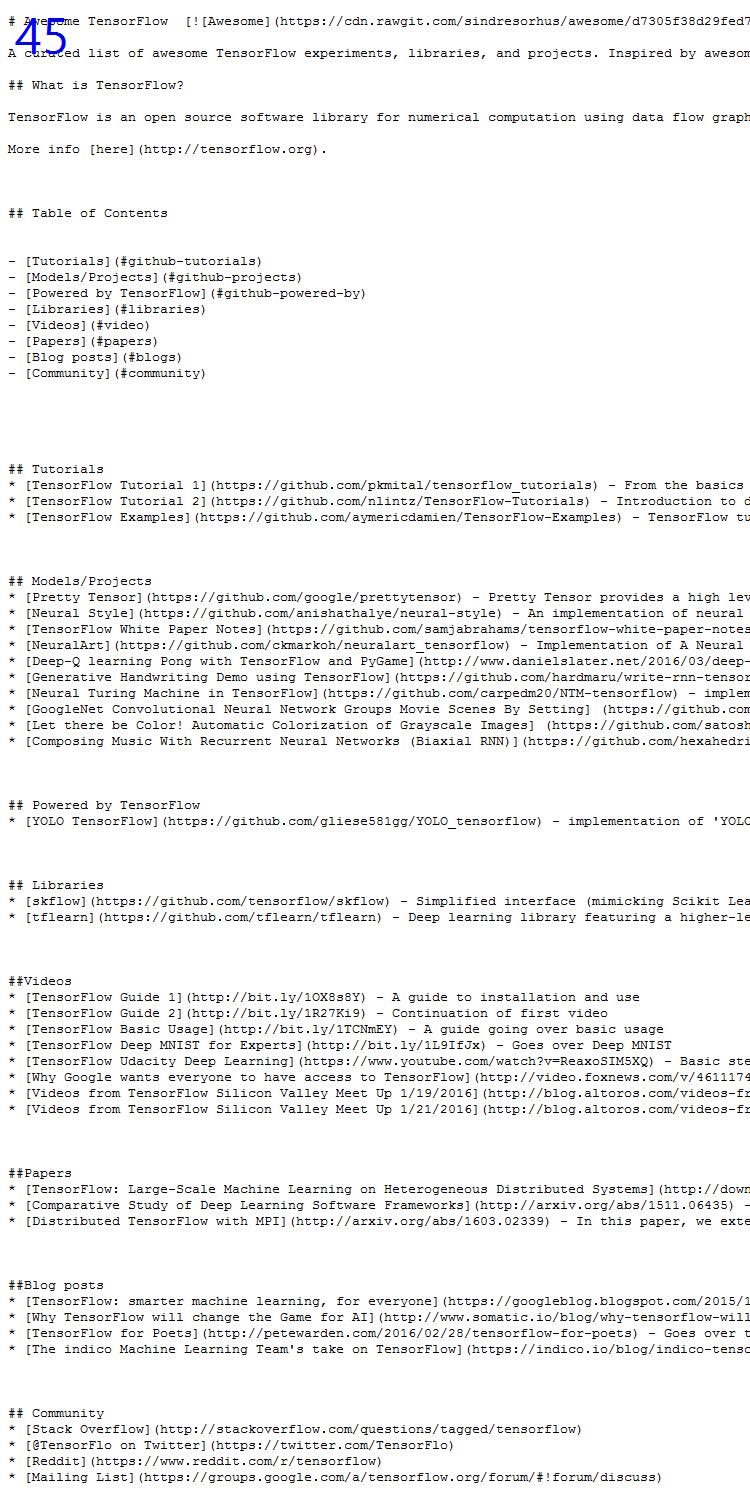 45
# Awesome TensorFlow  [![Awesome](https://cdn.rawgit.com/sindresorhus/awesome/d7305f38d29fed7
A curated list of awesome TensorFlow experiments, libraries, and projects. Inspired by awesom
## What is TensorFlow?
TensorFlow is an open source software library for numerical computation using data flow graph
More info [here](http://tensorflow.org).
## Table of Contents
- [Tutorials](#github-tutorials)
- [Models/Projects](#github-projects)
- [Powered by TensorFlow](#github-powered-by)
- [Libraries](#libraries)
- [Videos](#video)
- [Papers](#papers)
- [Blog posts](#blogs)
- [Community](#community)
## Tutorials
* [TensorFlow Tutorial 1](https://github.com/pkmital/tensorflow_tutorials) - From the basics
* [TensorFlow Tutorial 2](https://github.com/nlintz/TensorFlow-Tutorials) - Introduction to d
* [TensorFlow Examples](https://github.com/aymericdamien/TensorFlow-Examples) - TensorFlow tu
## Models/Projects
* [Pretty Tensor](https://github.com/google/prettytensor) - Pretty Tensor provides a high lev
* [Neural Style](https://github.com/anishathalye/neural-style) - An implementation of neural
* [TensorFlow White Paper Notes](https://github.com/samjabrahams/tensorflow-white-paper-notes
* [NeuralArt](https://github.com/ckmarkoh/neuralart_tensorflow) - Implementation of A Neural
* [Deep-Q learning Pong with TensorFlow and PyGame](http://www.danielslater.net/2016/03/deep-
* [Generative Handwriting Demo using TensorFlow](https://github.com/hardmaru/write-rnn-tensor
* [Neural Turing Machine in TensorFlow](https://github.com/carpedm20/NTM-tensorflow) - implem
* [GoogleNet Convolutional Neural Network Groups Movie Scenes By Setting] (https://github.com
* [Let there be Color! Automatic Colorization of Grayscale Images] (https://github.com/satosh
* [Composing Music With Recurrent Neural Networks (Biaxial RNN)](https://github.com/hexahedri
## Powered by TensorFlow
* [YOLO TensorFlow](https://github.com/gliese581gg/YOLO_tensorflow) - implementation of 'YOLO
## Libraries
* [skflow](https://github.com/tensorflow/skflow) - Simplified interface (mimicking Scikit Lea
* [tflearn](https://github.com/tflearn/tflearn) - Deep learning library featuring a higher-le
##Videos
* [TensorFlow Guide 1](http://bit.ly/1OX8s8Y) - A guide to installation and use
* [TensorFlow Guide 2](http://bit.ly/1R27Ki9) - Continuation of first video
* [TensorFlow Basic Usage](http://bit.ly/1TCNmEY) - A guide going over basic usage
* [TensorFlow Deep MNIST for Experts](http://bit.ly/1L9IfJx) - Goes over Deep MNIST
* [TensorFlow Udacity Deep Learning](https://www.youtube.com/watch?v=ReaxoSIM5XQ) - Basic ste
* [Why Google wants everyone to have access to TensorFlow](http://video.foxnews.com/v/4611174
* [Videos from TensorFlow Silicon Valley Meet Up 1/19/2016](http://blog.altoros.com/videos-fr
* [Videos from TensorFlow Silicon Valley Meet Up 1/21/2016](http://blog.altoros.com/videos-fr
##Papers
* [TensorFlow: Large-Scale Machine Learning on Heterogeneous Distributed Systems](http://down
* [Comparative Study of Deep Learning Software Frameworks](http://arxiv.org/abs/1511.06435) -
* [Distributed TensorFlow with MPI](http://arxiv.org/abs/1603.02339) - In this paper, we exte
##Blog posts
* [TensorFlow: smarter machine learning, for everyone](https://googleblog.blogspot.com/2015/1
* [Why TensorFlow will change the Game for AI](http://www.somatic.io/blog/why-tensorflow-will
* [TensorFlow for Poets](http://petewarden.com/2016/02/28/tensorflow-for-poets) - Goes over t
* [The indico Machine Learning Team's take on TensorFlow](https://indico.io/blog/indico-tenso
## Community
* [Stack Overflow](http://stackoverflow.com/questions/tagged/tensorflow)
* [@TensorFlo on Twitter](https://twitter.com/TensorFlo)
* [Reddit](https://www.reddit.com/r/tensorflow)
* [Mailing List](https://groups.google.com/a/tensorflow.org/forum/#!forum/discuss)